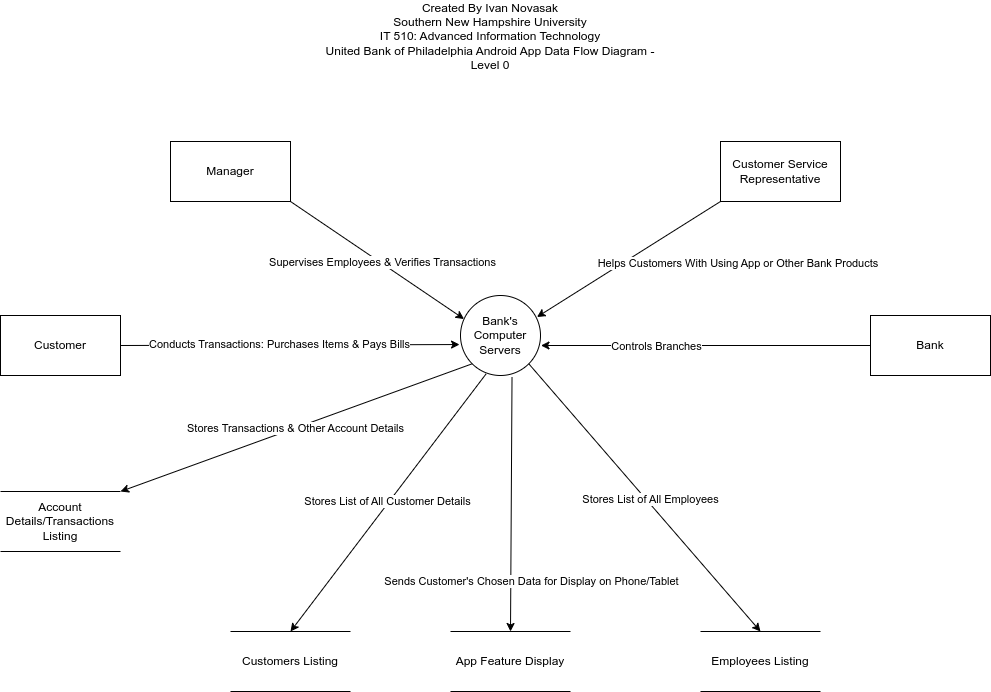 Created By Ivan Novasak
Southern New Hampshire University
IT 510: Advanced Information Technology
United Bank of Philadelphia Android App Data Flow Diagram -
Level 0
Manager
Customer Service
Representative
Supervises Employees & Verifies Transactions
Helps Customers With Using App or Other Bank Products
Bank's
Computer
Servers
Customer
Conducts Transactions: Purchases Items & Pays Bills
Controls Branches
Bank
Stores Transactions & Other Account Details
Stores List of All Customer Details
Stores List of All Employees
Account
Details/Transactions
Listing
Sends Customer's Chosen Data for Display on Phone/Tablet
Customers Listing
App Feature Display
Employees Listing